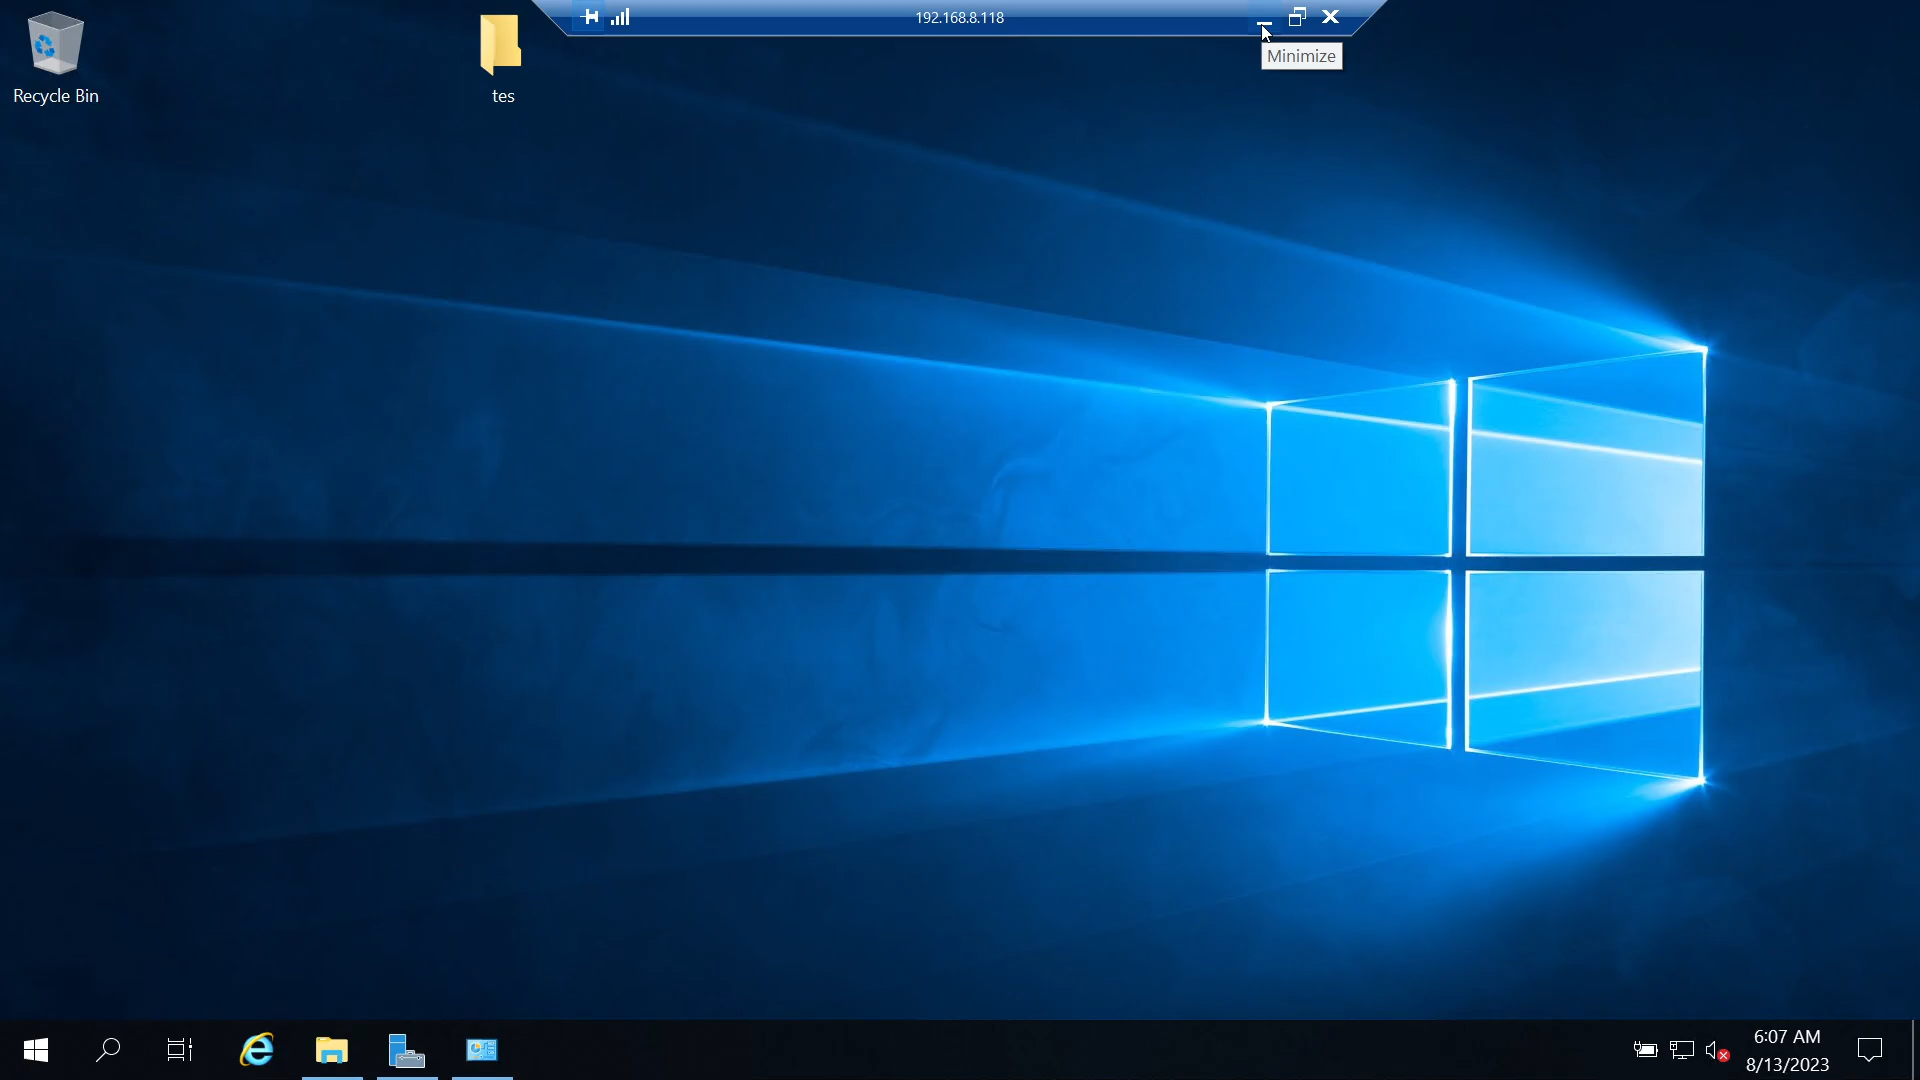 192.168.8.118
Minimize
Recycle Bin
tes
6:07 AM
8/13/2023